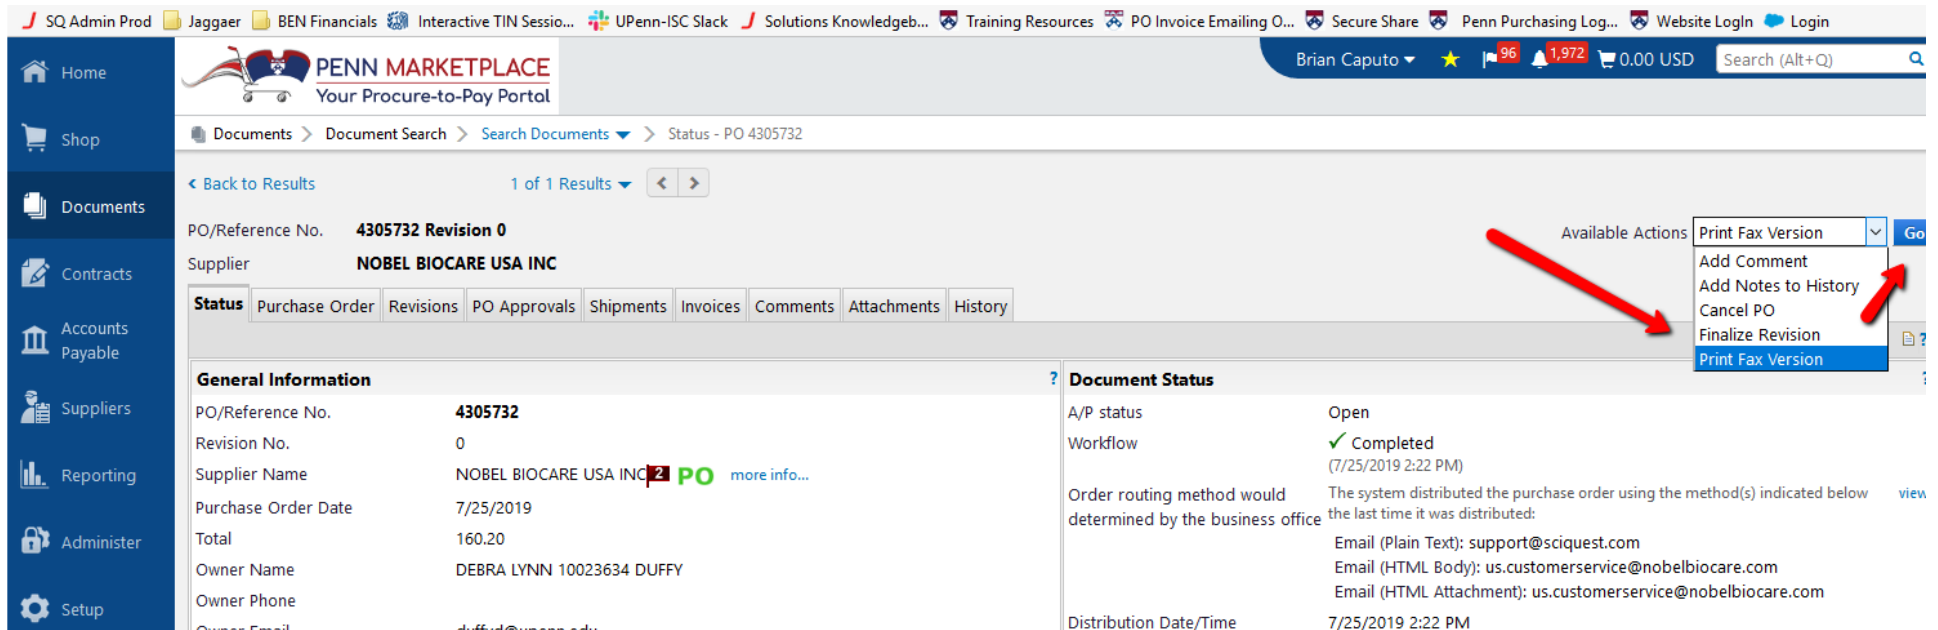 SQ Admin Prod Jaggaer BEN Financials Interactive TIN Sessio... UPenn-ISC Slack Solutions Knowledgeb... Training Resources PO Invoice Emailing O... Secure Share Penn Purchasing Log... Website LogIn Login
Home
PENN MARKETPLACE
Your Procure-to-Pay Portal
Brian Caputo 96 1,972 0.00 USD Search (Alt+Q)
Shop
Documents > Document Search > Search Documents > Status - PO 4305732
Documents
Contracts
Accounts
Payable
Suppliers
Reporting
Administer
Setup
< Back to Results 1 of 1 Results < >
PO/Reference No. 4305732 Revision 0
Available Actions Print Fax Version Go
Supplier NOBEL BIOCARE USA INC
Add Comment
Add Notes to History
Cancel PO
Finalize Revision
Print Fax Version
Status Purchase Order Revisions PO Approvals Shipments Invoices Comments Attachments History
?
General Information ?
PO/Reference No. 4305732
Revision No. 0
Supplier Name NOBEL BIOCARE USA INC 2 PO more info...
Purchase Order Date 7/25/2019
Total 160.20
Owner Name DEBRA LYNN 10023634 DUFFY
Owner Phone
Document Status ?
A/P status Open
Workflow Completed
(7/25/2019 2:22 PM)
Order routing method would
determined by the business office
The system distributed the purchase order using the method(s) indicated below view
the last time it was distributed:
Email (Plain Text): support@sciquest.com
Email (HTML Body): us.customerservice@nobelbiocare.com
Email (HTML Attachment): us.customerservice@nobelbiocare.com
Distribution Date/Time 7/25/2019 2:22 PM